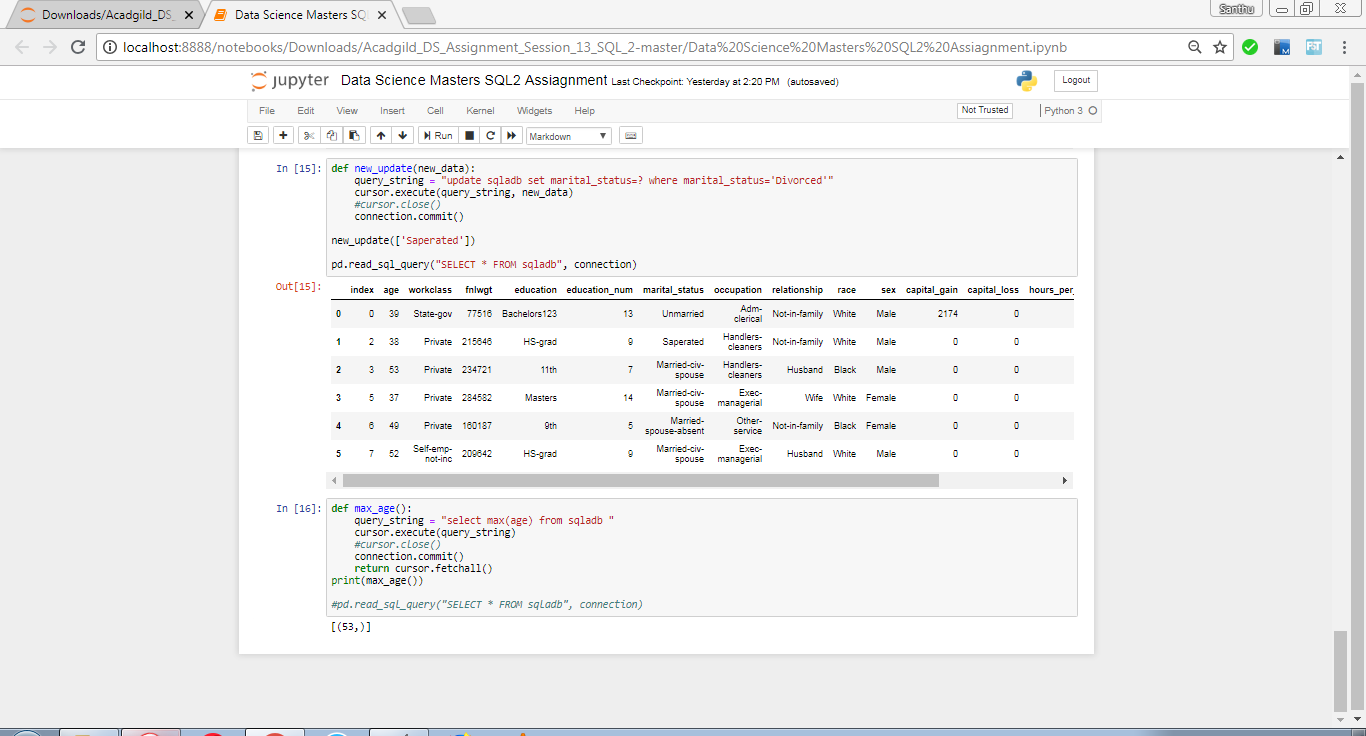 Santhu
Downloads/Acadgild_DS_
Data Science Masters SQ
localhost:8888/notebooks/Downloads/Acadgild_DS_Assignment_Session_13_SQL_2-master/Data%20Science%20Masters%20SQL2%20Assiagnment.ipynb
jupyter Data Science Masters SQL2 Assiagnment Last Checkpoint: Yesterday at 2:20 PM (autosaved)
Logout
File Edit View Insert Cell Kernel Widgets Help
Not Trusted Python 3
Run Markdown
In [15]: def new_update(new_data):
query_string = "update sqladb set marital_status=? where marital_status='Divorced'"
cursor.execute(query_string, new_data)
#cursor.close()
connection.commit()
new_update(['Saperated'])
pd.read_sql_query("SELECT * FROM sqladb", connection)
Out[15]:
index age workclass fnlwgt education education_num marital_status occupation relationship race sex capital_gain capital_loss hours_per_
0 0 39 State-gov 77516 Bachelors123 13 Unmarried Adm-clerical Not-in-family White Male 2174 0
1 2 38 Private 215646 HS-grad 9 Saperated Handlers-cleaners Not-in-family White Male 0 0
2 3 53 Private 234721 11th 7 Married-civ-spouse Handlers-cleaners Husband Black Male 0 0
3 5 37 Private 284582 Masters 14 Married-civ-spouse Exec-managerial Wife White Female 0 0
4 6 49 Private 160187 9th 5 Married-spouse-absent Other-service Not-in-family Black Female 0 0
5 7 52 Self-emp-not-inc 209642 HS-grad 9 Married-civ-spouse Exec-managerial Husband White Male 0 0
In [16]: def max_age():
query_string = "select max(age) from sqladb "
cursor.execute(query_string)
#cursor.close()
connection.commit()
return cursor.fetchall()
print(max_age())
#pd.read_sql_query("SELECT * FROM sqladb", connection)
[(53,)]